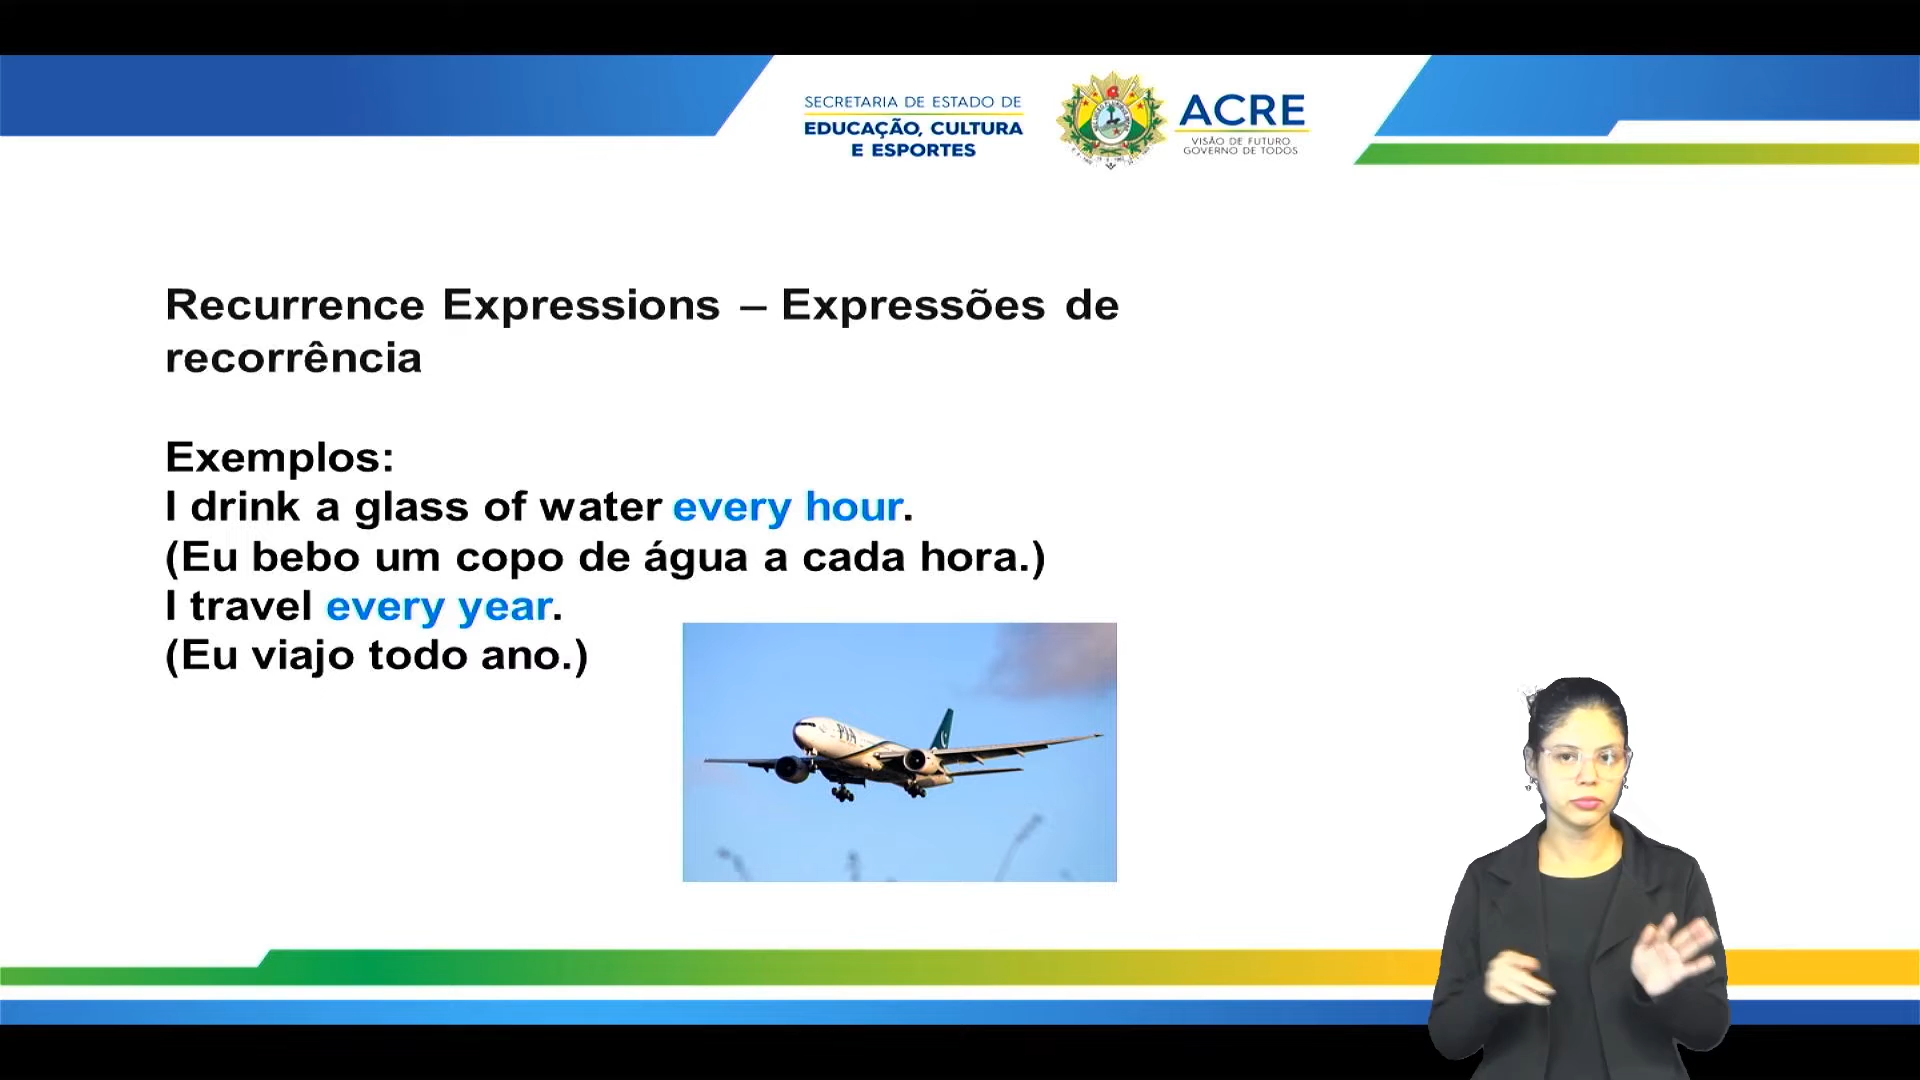 SECRETARIA DE ESTADO DE
EDUCAÇÃO, CULTURA
E ESPORTES
ACRE
VISÃO DE FUTURO
GOVERNO DE TODOS
Recurrence Expressions – Expressões de
recorrência
Exemplos:
I drink a glass of water every hour.
(Eu bebo um copo de água a cada hora.)
I travel every year.
(Eu viajo todo ano.)
PIA